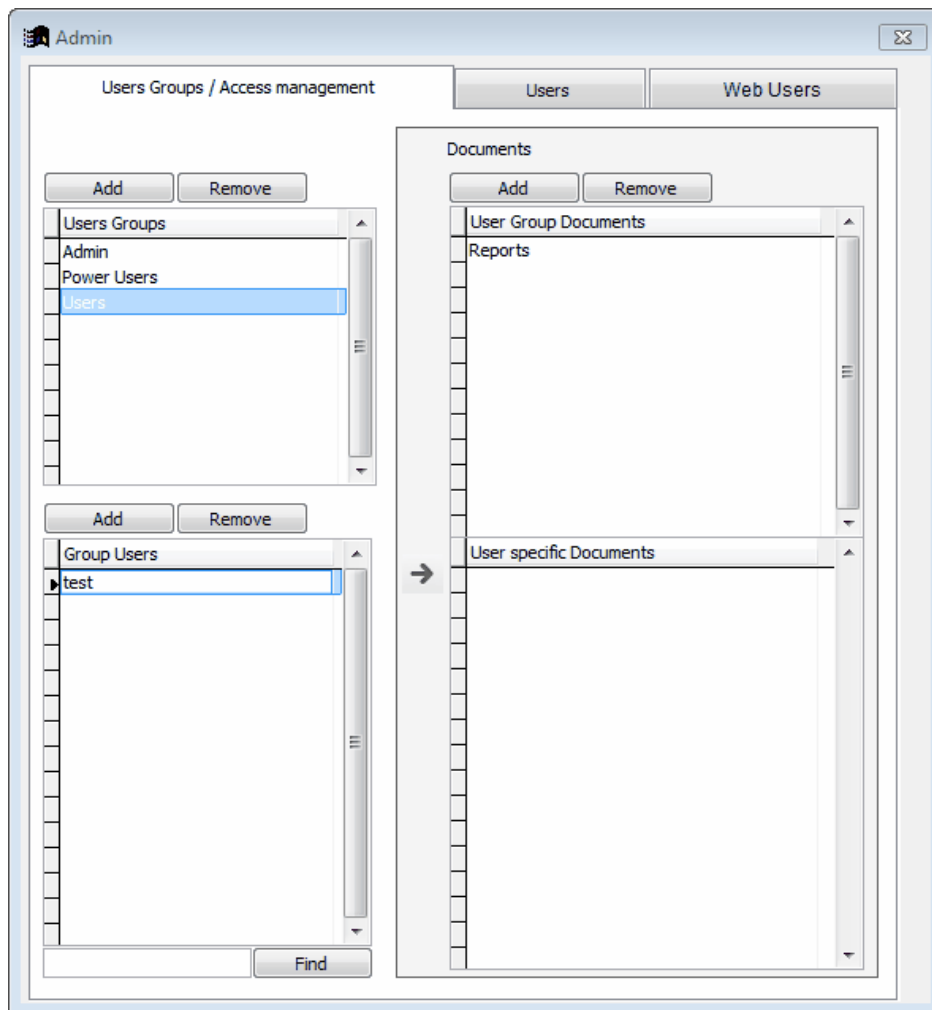 Admin
Users Groups / Access management
Users
Web Users
Add
Remove
Users Groups
Admin
Power Users
Users
Add
Remove
Group Users
test
Find
Documents
Add
Remove
User Group Documents
Reports
User specific Documents